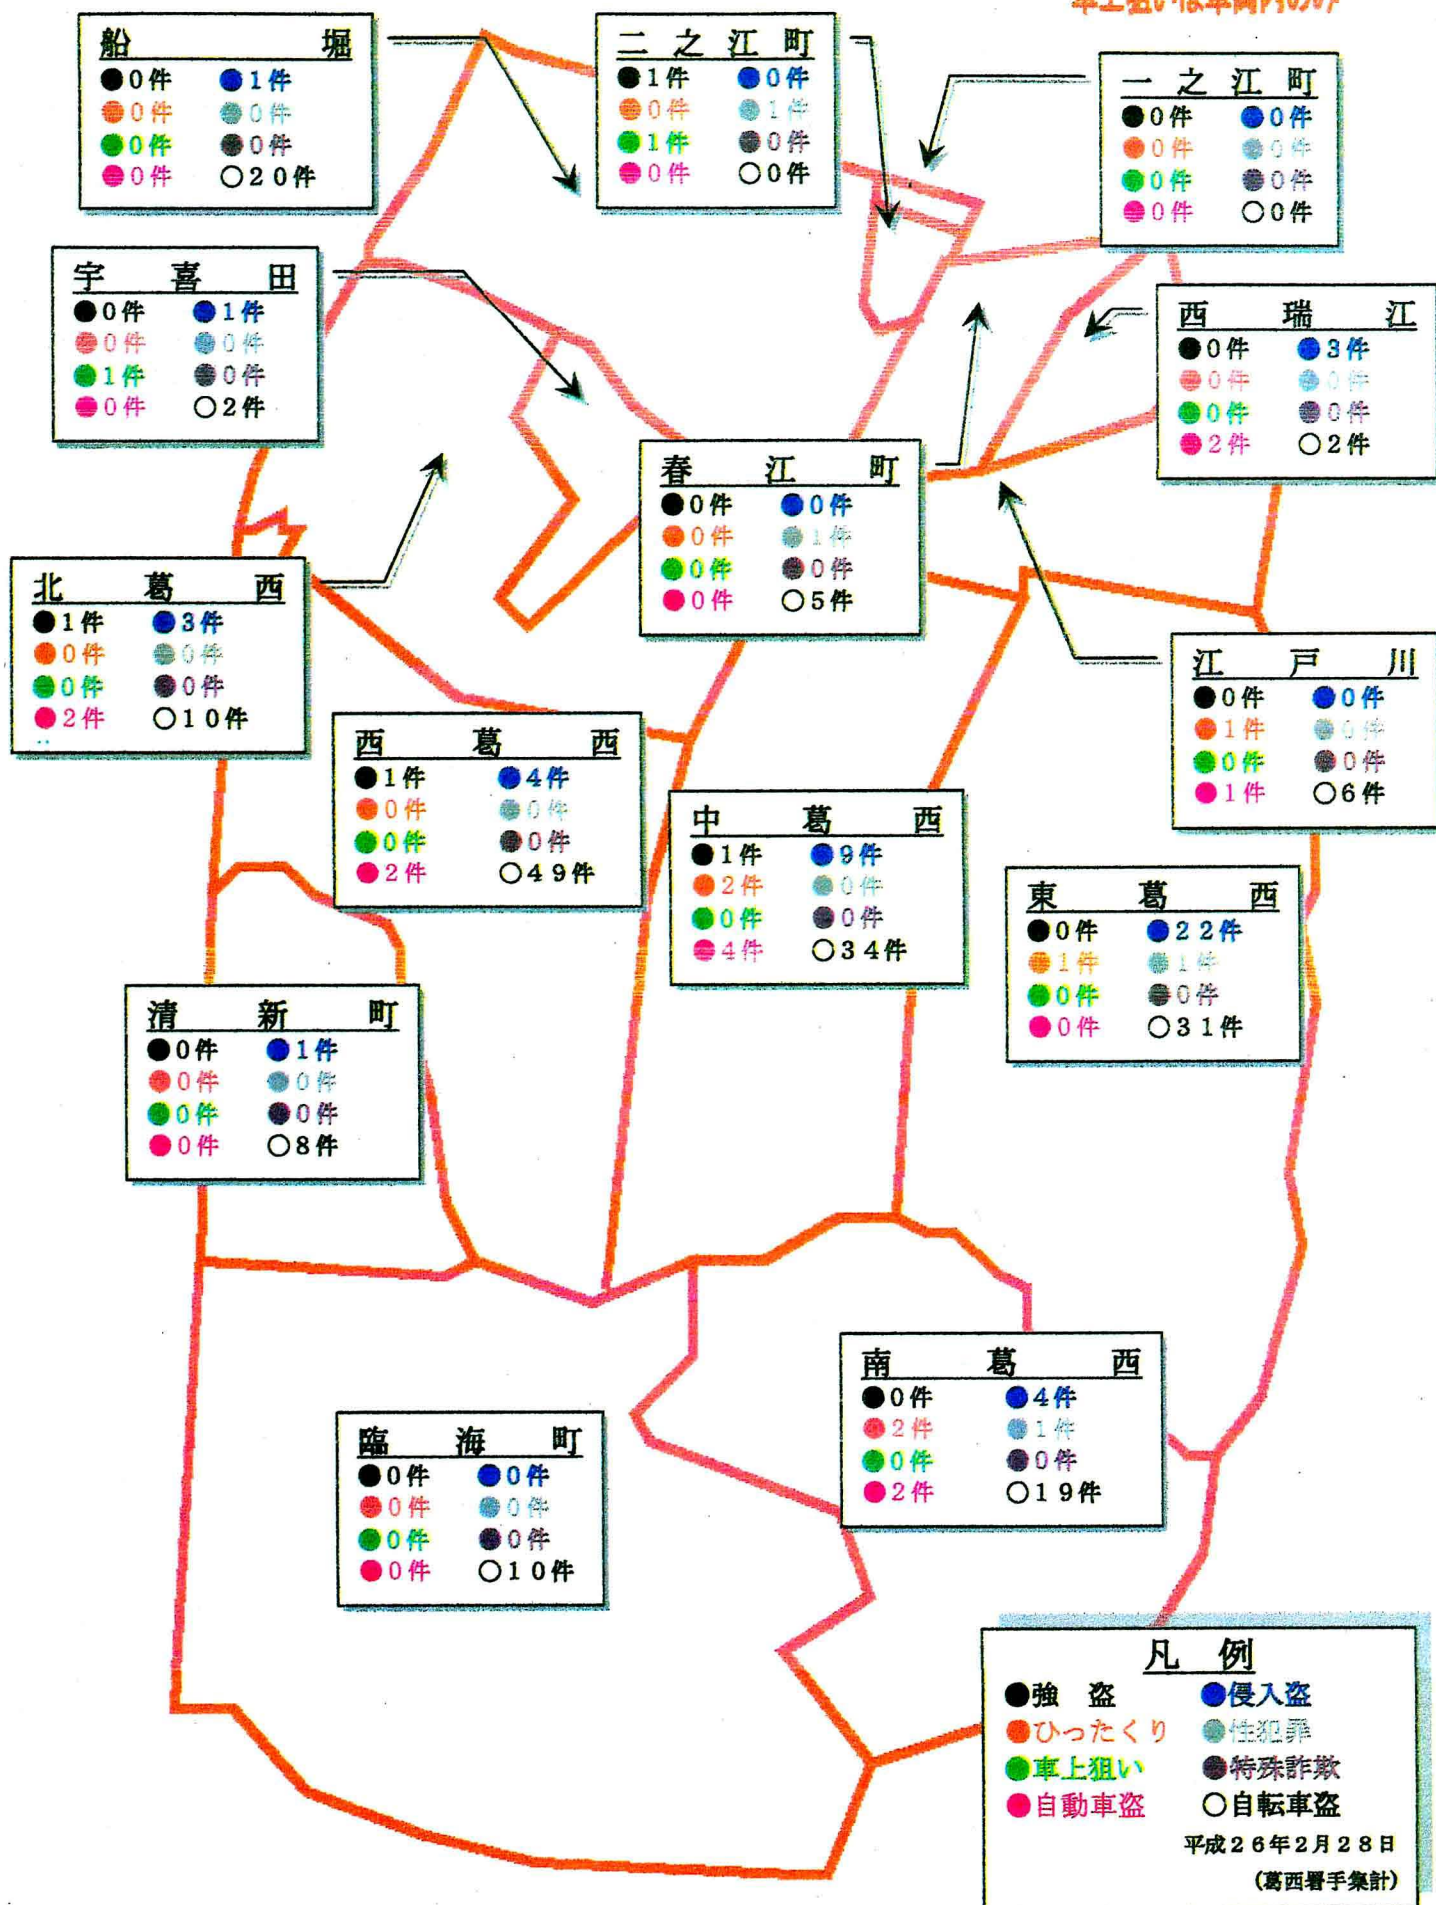 車上狙いは車両内のみ
船堀
●0件 ●1件
●0件 ●0件
●0件 ●0件
●0件 ○20件
二之江町
●1件 ●0件
●0件 ●1件
●1件 ●0件
●0件 ○0件
一之江町
●0件 ●0件
●0件 ●0件
●0件 ●0件
●0件 ○0件
宇喜田
●0件 ●1件
●0件 ●0件
●1件 ●0件
●0件 ○2件
西瑞江
●0件 ●3件
●0件 ●0件
●0件 ●0件
●2件 ○2件
春江町
●0件 ●0件
●0件 ●1件
●0件 ●0件
●0件 ○5件
北葛西
●1件 ●3件
●0件 ●0件
●0件 ●0件
●2件 ○10件
江戸川
●0件 ●0件
●1件 ●0件
●0件 ●0件
●1件 ○6件
西葛西
●1件 ●4件
●0件 ●0件
●0件 ●0件
●2件 ○49件
中葛西
●1件 ●9件
●2件 ●0件
●0件 ●0件
●4件 ○34件
東葛西
●0件 ●22件
●1件 ●1件
●0件 ●0件
●0件 ○31件
清新町
●0件 ●1件
●0件 ●0件
●0件 ●0件
●0件 ○8件
南葛西
●0件 ●4件
●2件 ●1件
●0件 ●0件
●2件 ○19件
臨海町
●0件 ●0件
●0件 ●0件
●0件 ●0件
●0件 ○10件
凡例
●強盗 ●侵入盗
●ひったくり ●性犯罪
●車上狙い ●特殊詐欺
●自動車盗 ○自転車盗
平成26年2月28日
(葛西署手集計)